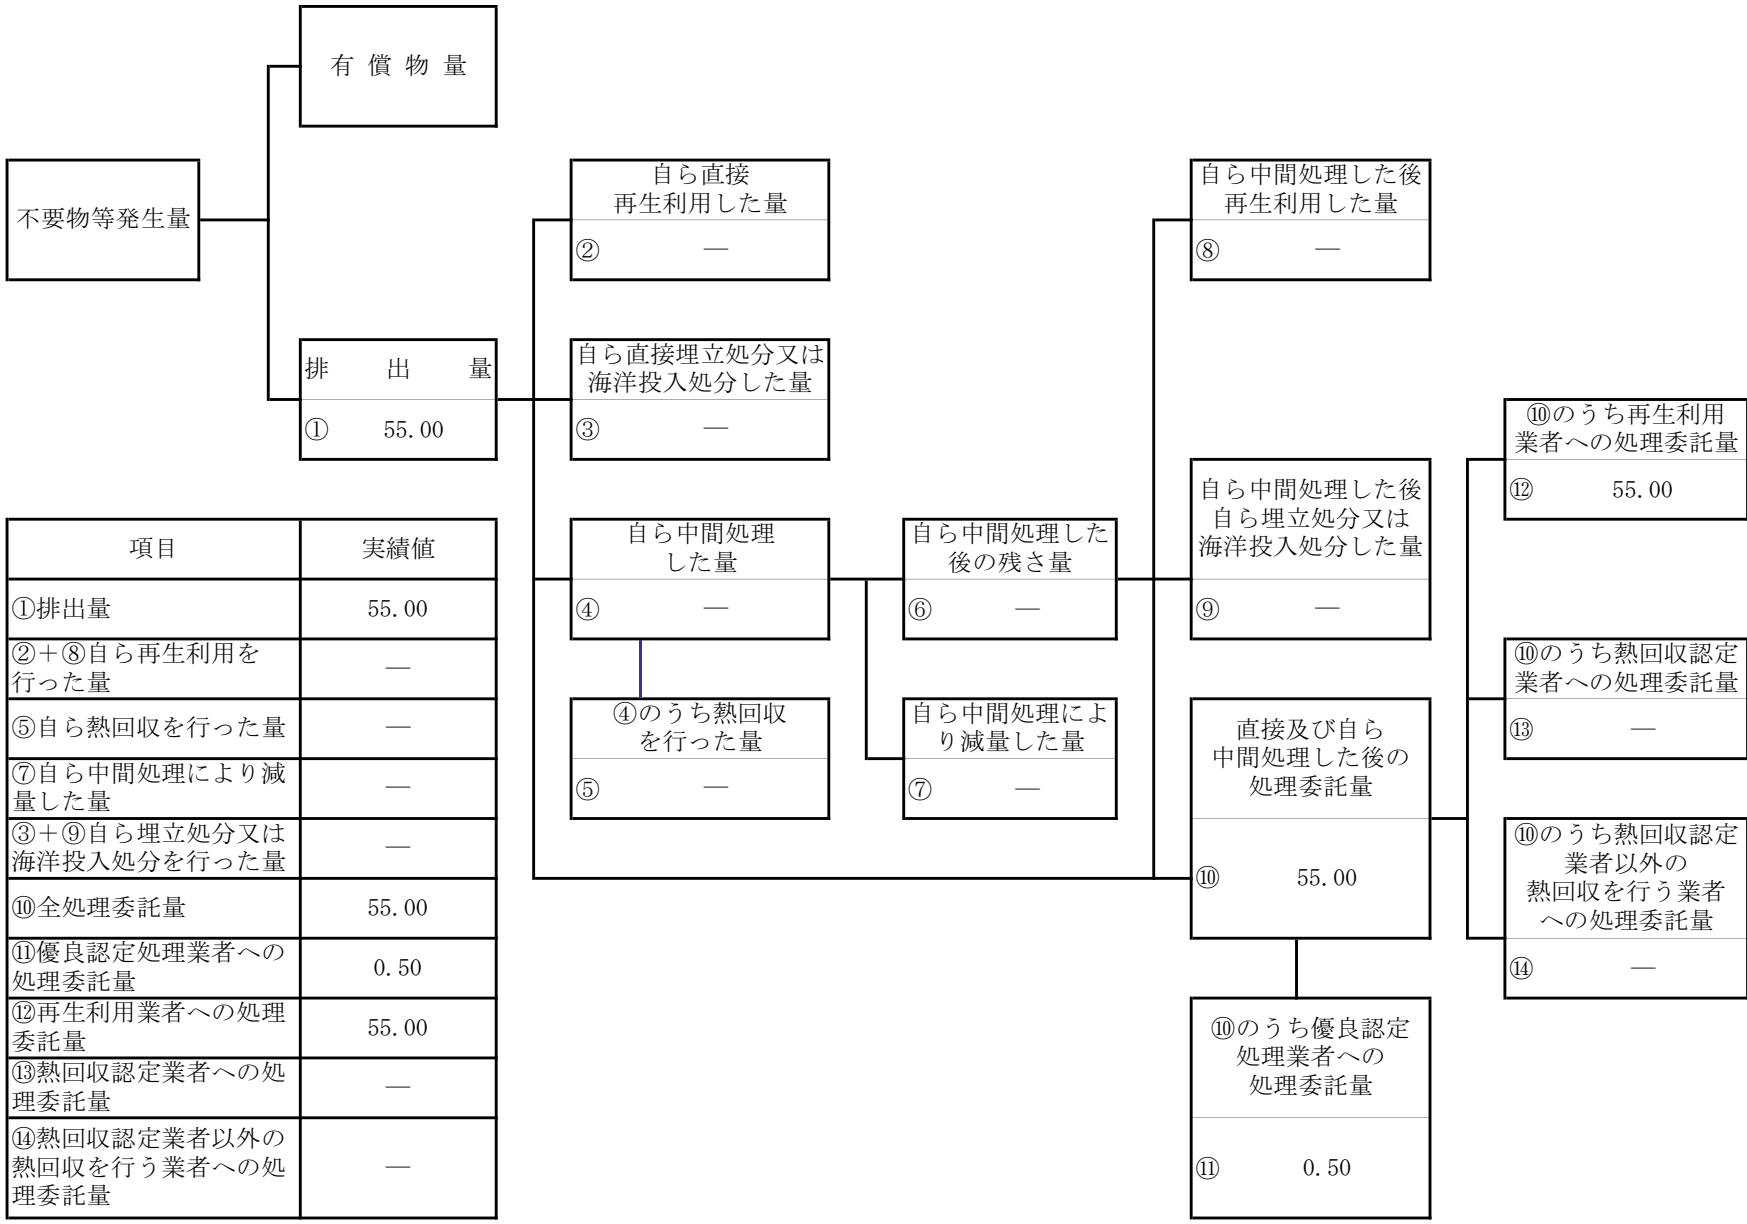 有償物量
不要物等発生量
排出量
① 55.00
自ら直接
再生利用した量
② ―
自ら直接埋立処分又は
海洋投入処分した量
③ ―
自ら中間処理
した量
④ ―
④のうち熱回収
を行った量
⑤ ―
自ら中間処理した
後の残さ量
⑥ ―
自ら中間処理によ
り減量した量
⑦ ―
自ら中間処理した後
再生利用した量
⑧ ―
自ら中間処理した後
自ら埋立処分又は
海洋投入処分した量
⑨ ―
直接及び自ら
中間処理した後の
処理委託量
⑩ 55.00
⑩のうち優良認定
処理業者への
処理委託量
⑪ 0.50
⑩のうち再生利用
業者への処理委託量
⑫ 55.00
⑩のうち熱回収認定
業者への処理委託量
⑬ ―
⑩のうち熱回収認定
業者以外の
熱回収を行う業者
への処理委託量
⑭ ―
項目 実績値
①排出量 55.00
②＋⑧自ら再生利用を
行った量 ―
⑤自ら熱回収を行った量 ―
⑦自ら中間処理により減
量した量 ―
③＋⑨自ら埋立処分又は
海洋投入処分を行った量 ―
⑩全処理委託量 55.00
⑪優良認定処理業者への
処理委託量 0.50
⑫再生利用業者への処理
委託量 55.00
⑬熱回収認定業者への処
理委託量 ―
⑭熱回収認定業者以外の
熱回収を行う業者への処
理委託量 ―